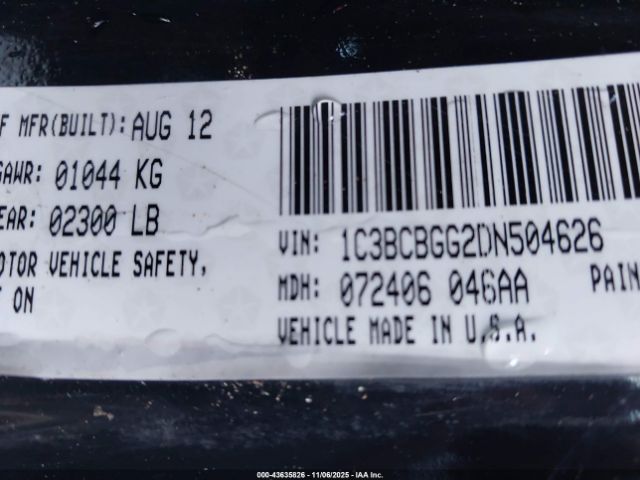 F MFR(BUILT): AUG 12
GAWR: 01044 KG
EAR: 02300 LB
OTOR VEHICLE SAFETY,
T ON
VIN: 1C3BCBGG2DN504626
MDH: 072406 046AA PAIN
VEHICLE MADE IN U.S.A.
000-43635826 - 11/06/2025 - IAA Inc.